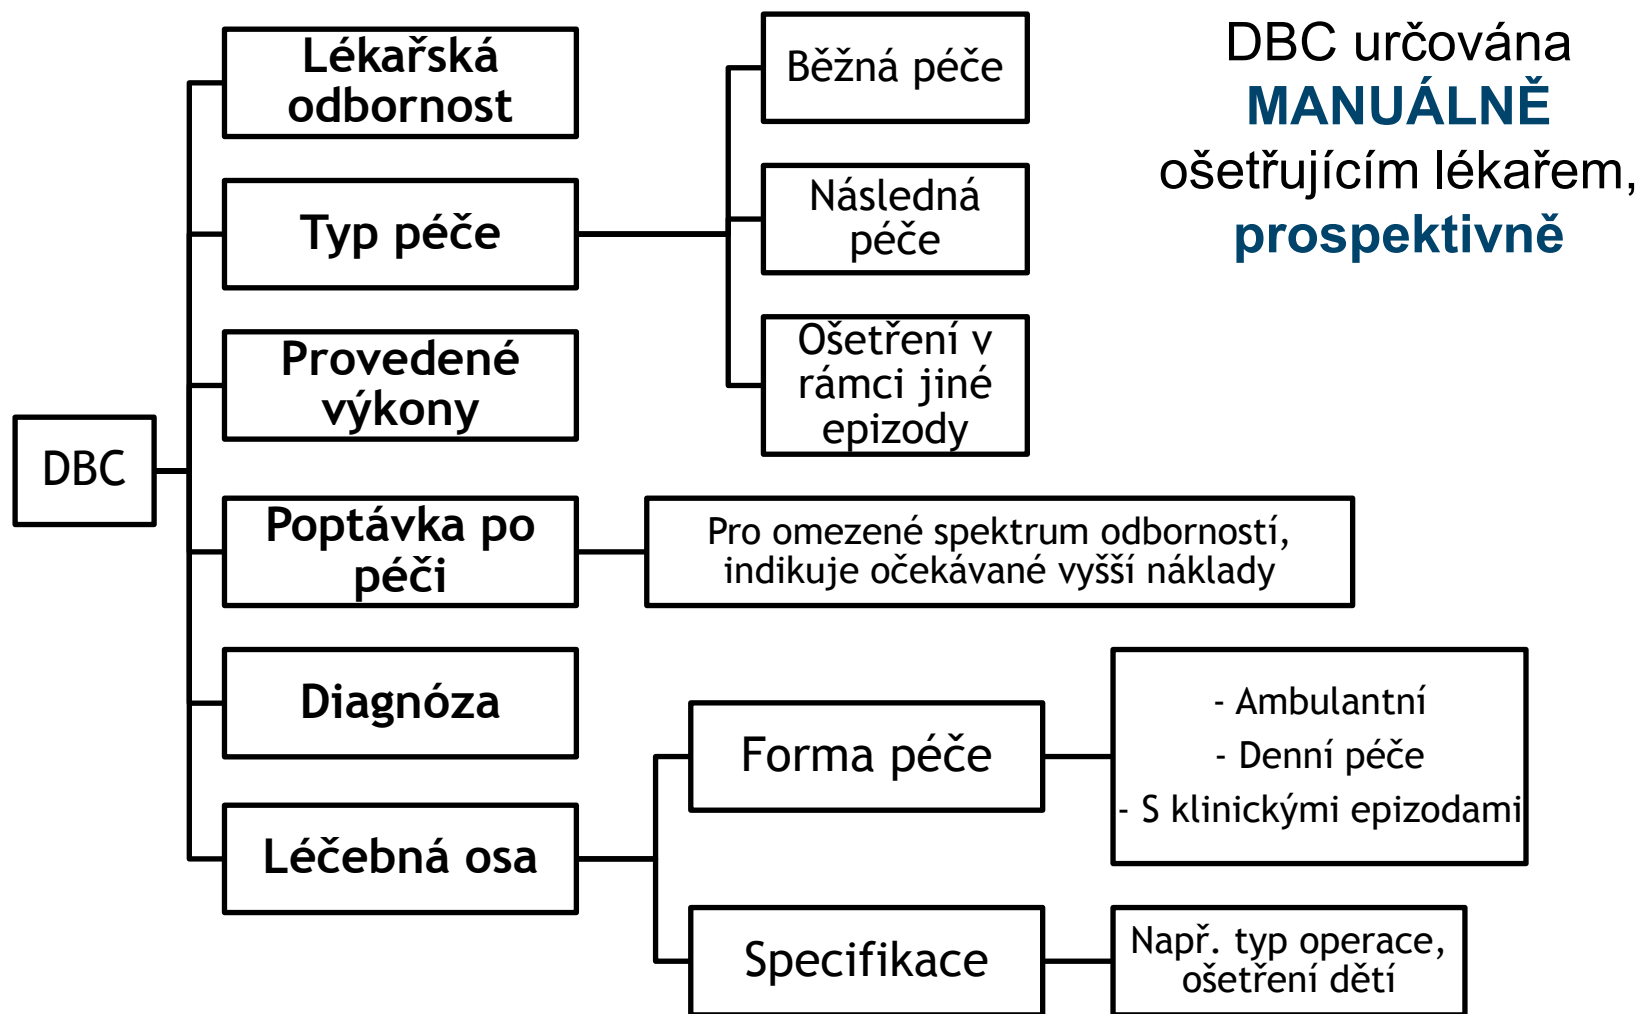 DBC určována
MANUÁLNĚ
ošetřujícím lékařem,
prospektivně
DBC
Lékařská
odbornost
Typ péče
Běžná péče
Následná
péče
Ošetření v
rámci jiné
epizody
Provedené
výkony
Poptávka po
péči
Pro omezené spektrum odborností,
indikuje očekávané vyšší náklady
Diagnóza
Léčebná osa
Forma péče
- Ambulantní
- Denní péče
- S klinickými epizodami
Specifikace
Např. typ operace,
ošetření dětí